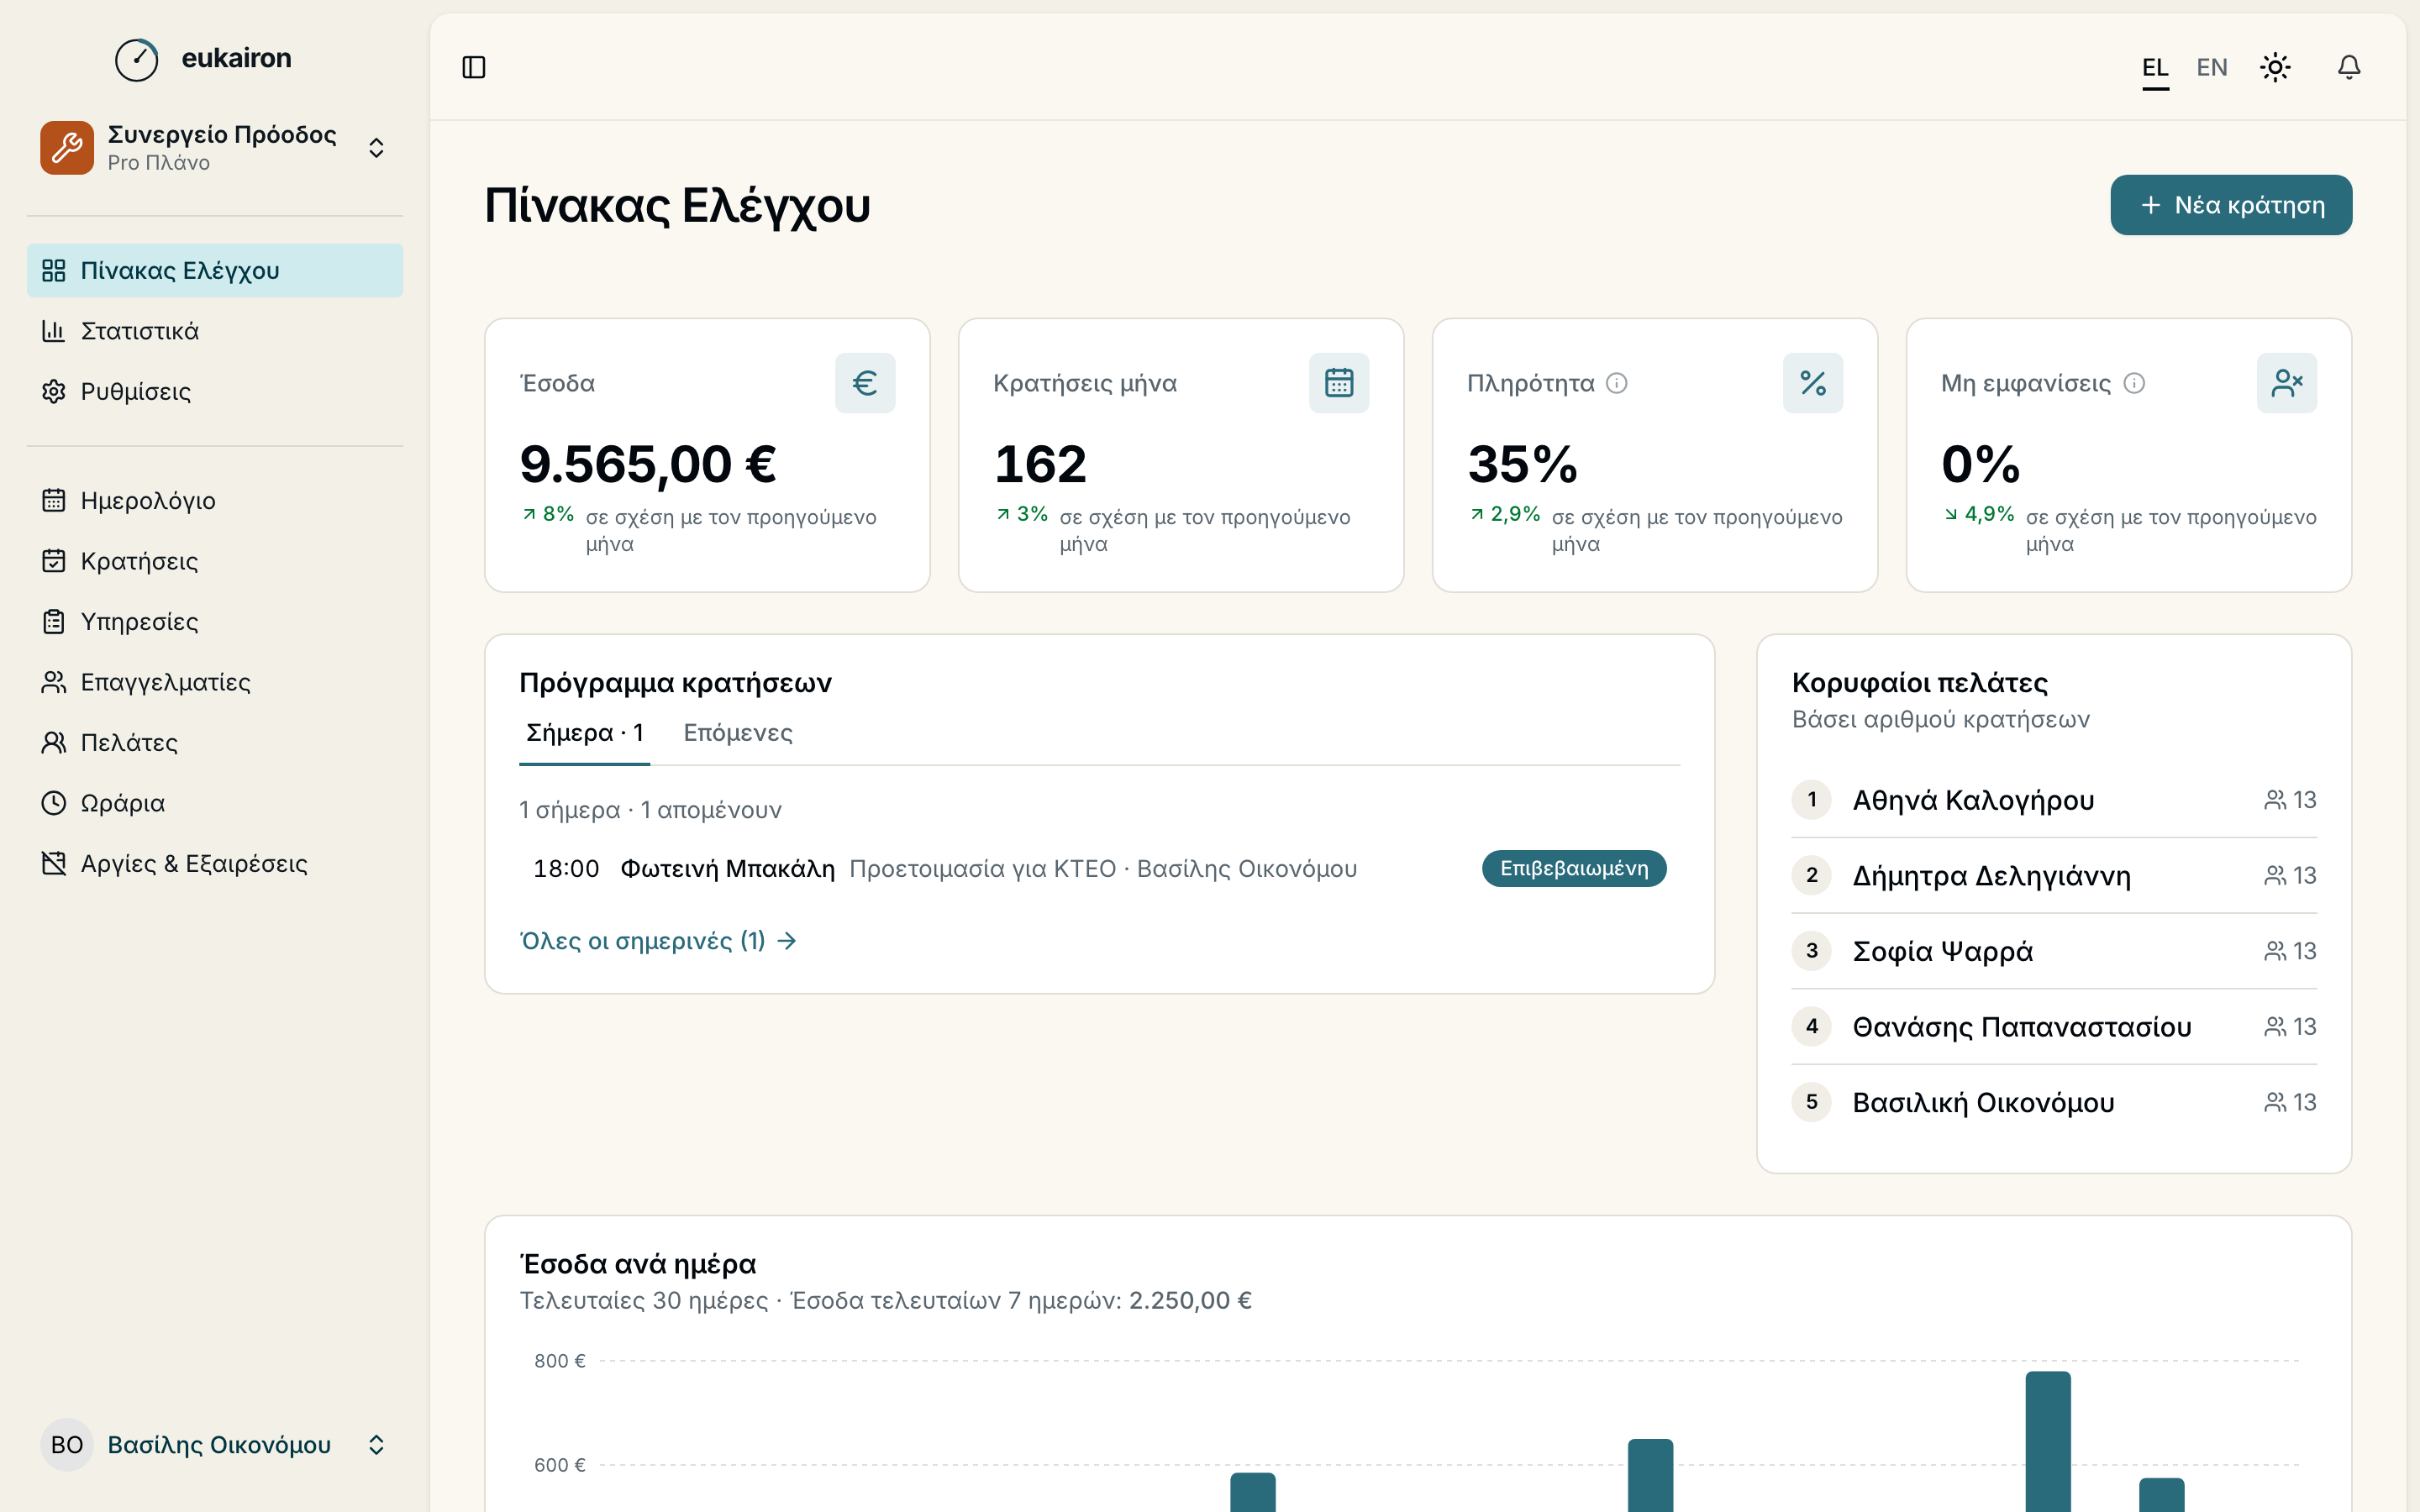 eukairon
Συνεργείο Πρόοδος
Pro Πλάνο
Πίνακας Ελέγχου
Στατιστικά
Ρυθμίσεις
Ημερολόγιο
Κρατήσεις
Υπηρεσίες
Επαγγελματίες
Πελάτες
Ωράρια
Αργίες & Εξαιρέσεις
BO Βασίλης Οικονόμου
EL EN
Πίνακας Ελέγχου
Νέα κράτηση
Έσοδα
9.565,00 €
8% σε σχέση με τον προηγούμενο
μήνα
Κρατήσεις μήνα
162
3% σε σχέση με τον προηγούμενο
μήνα
Πληρότητα
35%
2,9% σε σχέση με τον προηγούμενο
μήνα
Μη εμφανίσεις
0%
4,9% σε σχέση με τον προηγούμενο
μήνα
Πρόγραμμα κρατήσεων
Σήμερα · 1 Επόμενες
1 σήμερα · 1 απομένουν
18:00 Φωτεινή Μπακάλη Προετοιμασία για ΚΤΕΟ · Βασίλης Οικονόμου Επιβεβαιωμένη
Όλες οι σημερινές (1)
Κορυφαίοι πελάτες
Βάσει αριθμού κρατήσεων
1 Αθηνά Καλογήρου 13
2 Δήμητρα Δεληγιάννη 13
3 Σοφία Ψαρρά 13
4 Θανάσης Παπαναστασίου 13
5 Βασιλική Οικονόμου 13
Έσοδα ανά ημέρα
Τελευταίες 30 ημέρες · Έσοδα τελευταίων 7 ημερών: 2.250,00 €
800 €
600 €